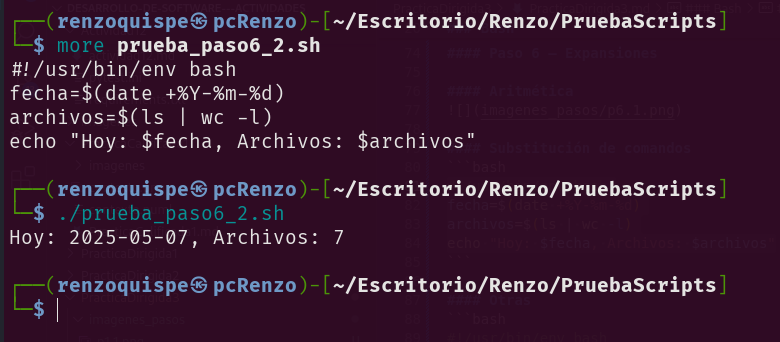 ┌──(renzoquispe㉿pcRenzo)-[~/Escritorio/Renzo/PruebaScripts]
└─$ more prueba_paso6_2.sh
#!/usr/bin/env bash
fecha=$(date +%Y-%m-%d)
archivos=$(ls | wc -l)
echo "Hoy: $fecha, Archivos: $archivos"
┌──(renzoquispe㉿pcRenzo)-[~/Escritorio/Renzo/PruebaScripts]
└─$ ./prueba_paso6_2.sh
Hoy: 2025-05-07, Archivos: 7
┌──(renzoquispe㉿pcRenzo)-[~/Escritorio/Renzo/PruebaScripts]
└─$